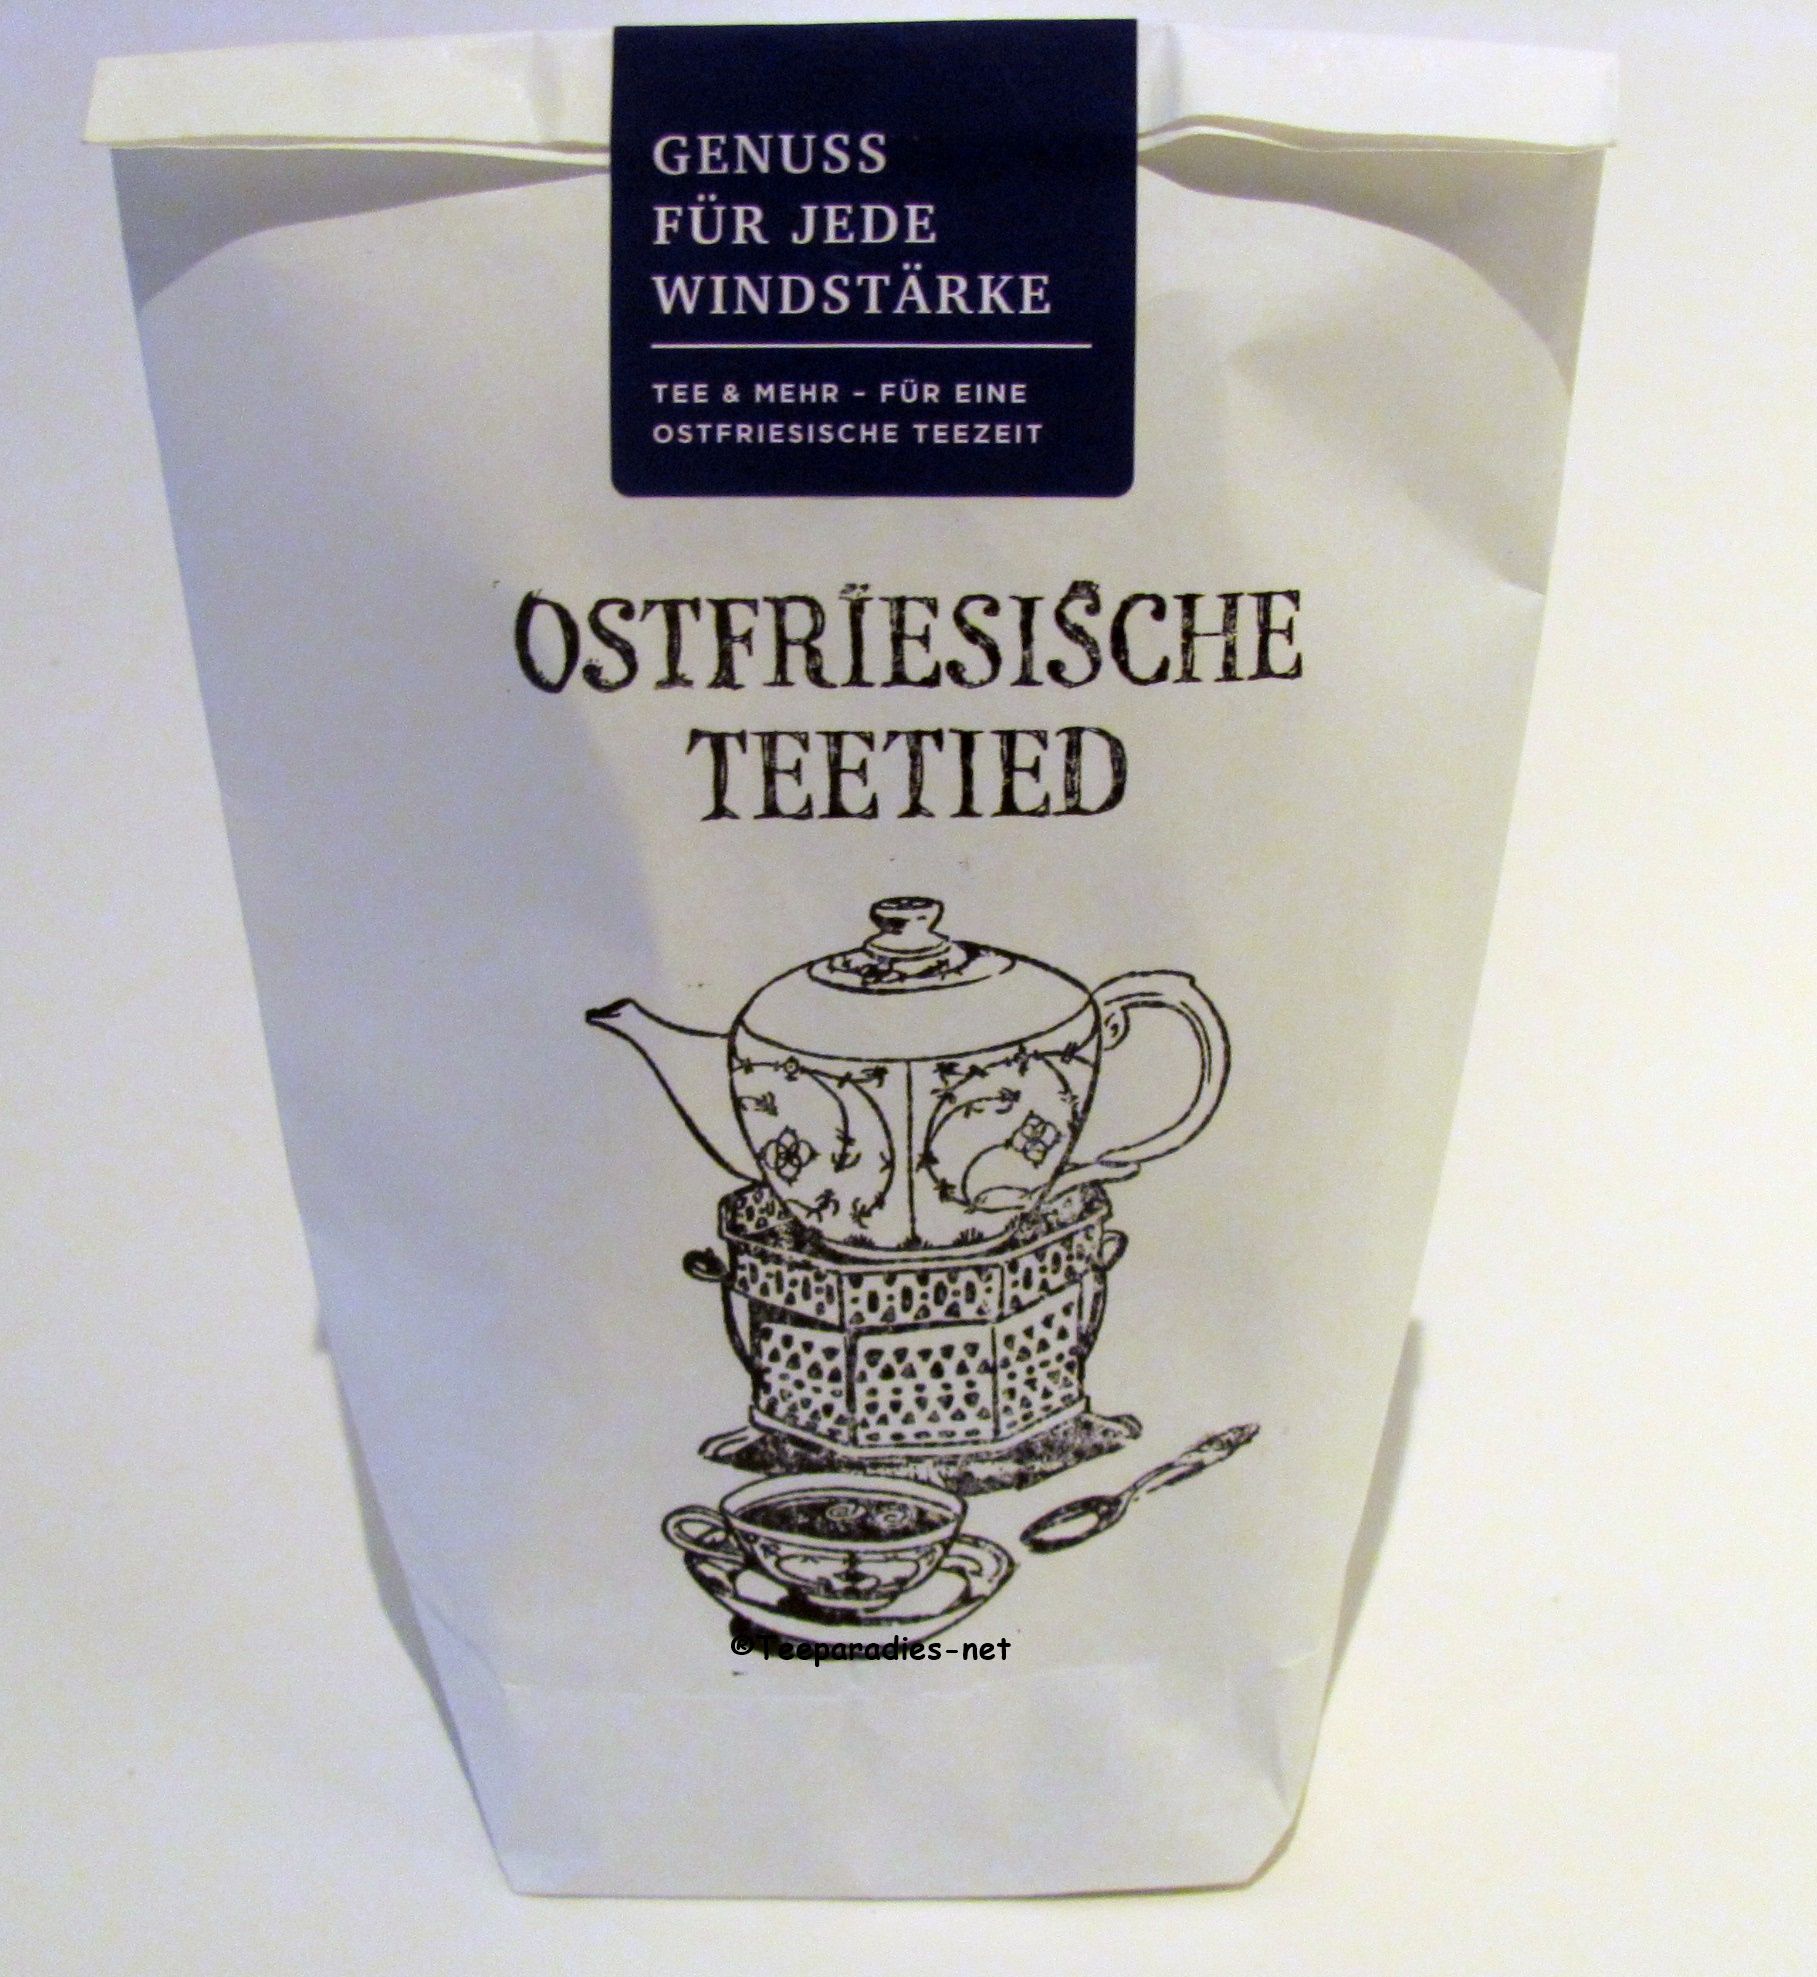 GENUSS
FÜR JEDE
WINDSTÄRKE
TEE & MEHR – FÜR EINE
OSTFRIESISCHE TEEZEIT
OSTFRIESISCHE
TEETIED
©Teeparadies-net